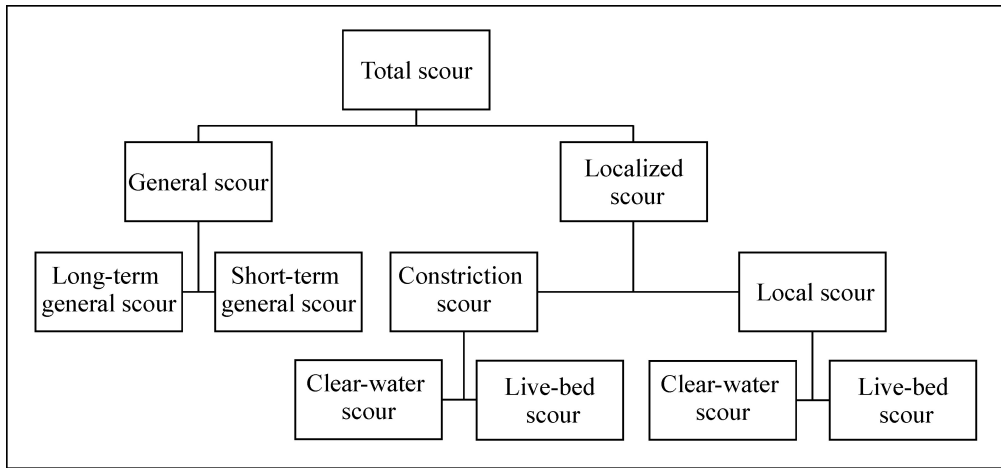 Total scour
General scour
Localized
scour
Long-term
general scour
Short-term
general scour
Constriction
scour
Local scour
Clear-water
scour
Live-bed
scour
Clear-water
scour
Live-bed
scour